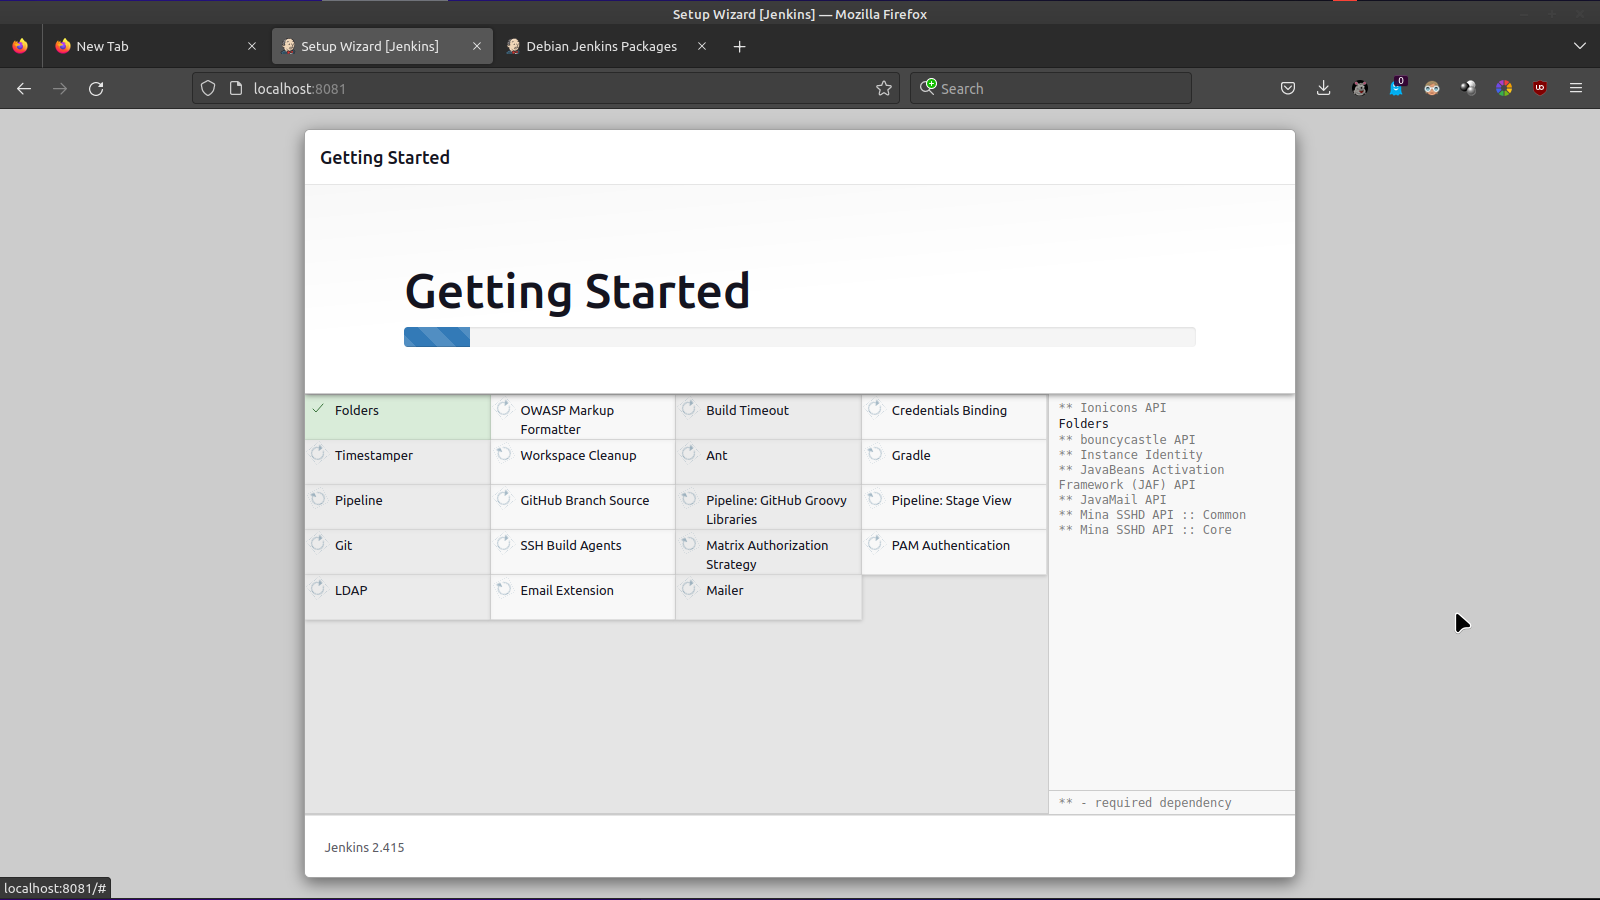 Setup Wizard [Jenkins] — Mozilla Firefox
New Tab
Setup Wizard [Jenkins]
Debian Jenkins Packages
localhost:8081
Search
0
Getting Started
Getting Started
Folders
OWASP Markup
Formatter
Build Timeout
Credentials Binding
Timestamper
Workspace Cleanup
Ant
Gradle
Pipeline
GitHub Branch Source
Pipeline: GitHub Groovy
Libraries
Pipeline: Stage View
Git
SSH Build Agents
Matrix Authorization
Strategy
PAM Authentication
LDAP
Email Extension
Mailer
** Ionicons API
Folders
** bouncycastle API
** Instance Identity
** JavaBeans Activation
Framework (JAF) API
** JavaMail API
** Mina SSHD API :: Common
** Mina SSHD API :: Core
** - required dependency
Jenkins 2.415
localhost:8081/#